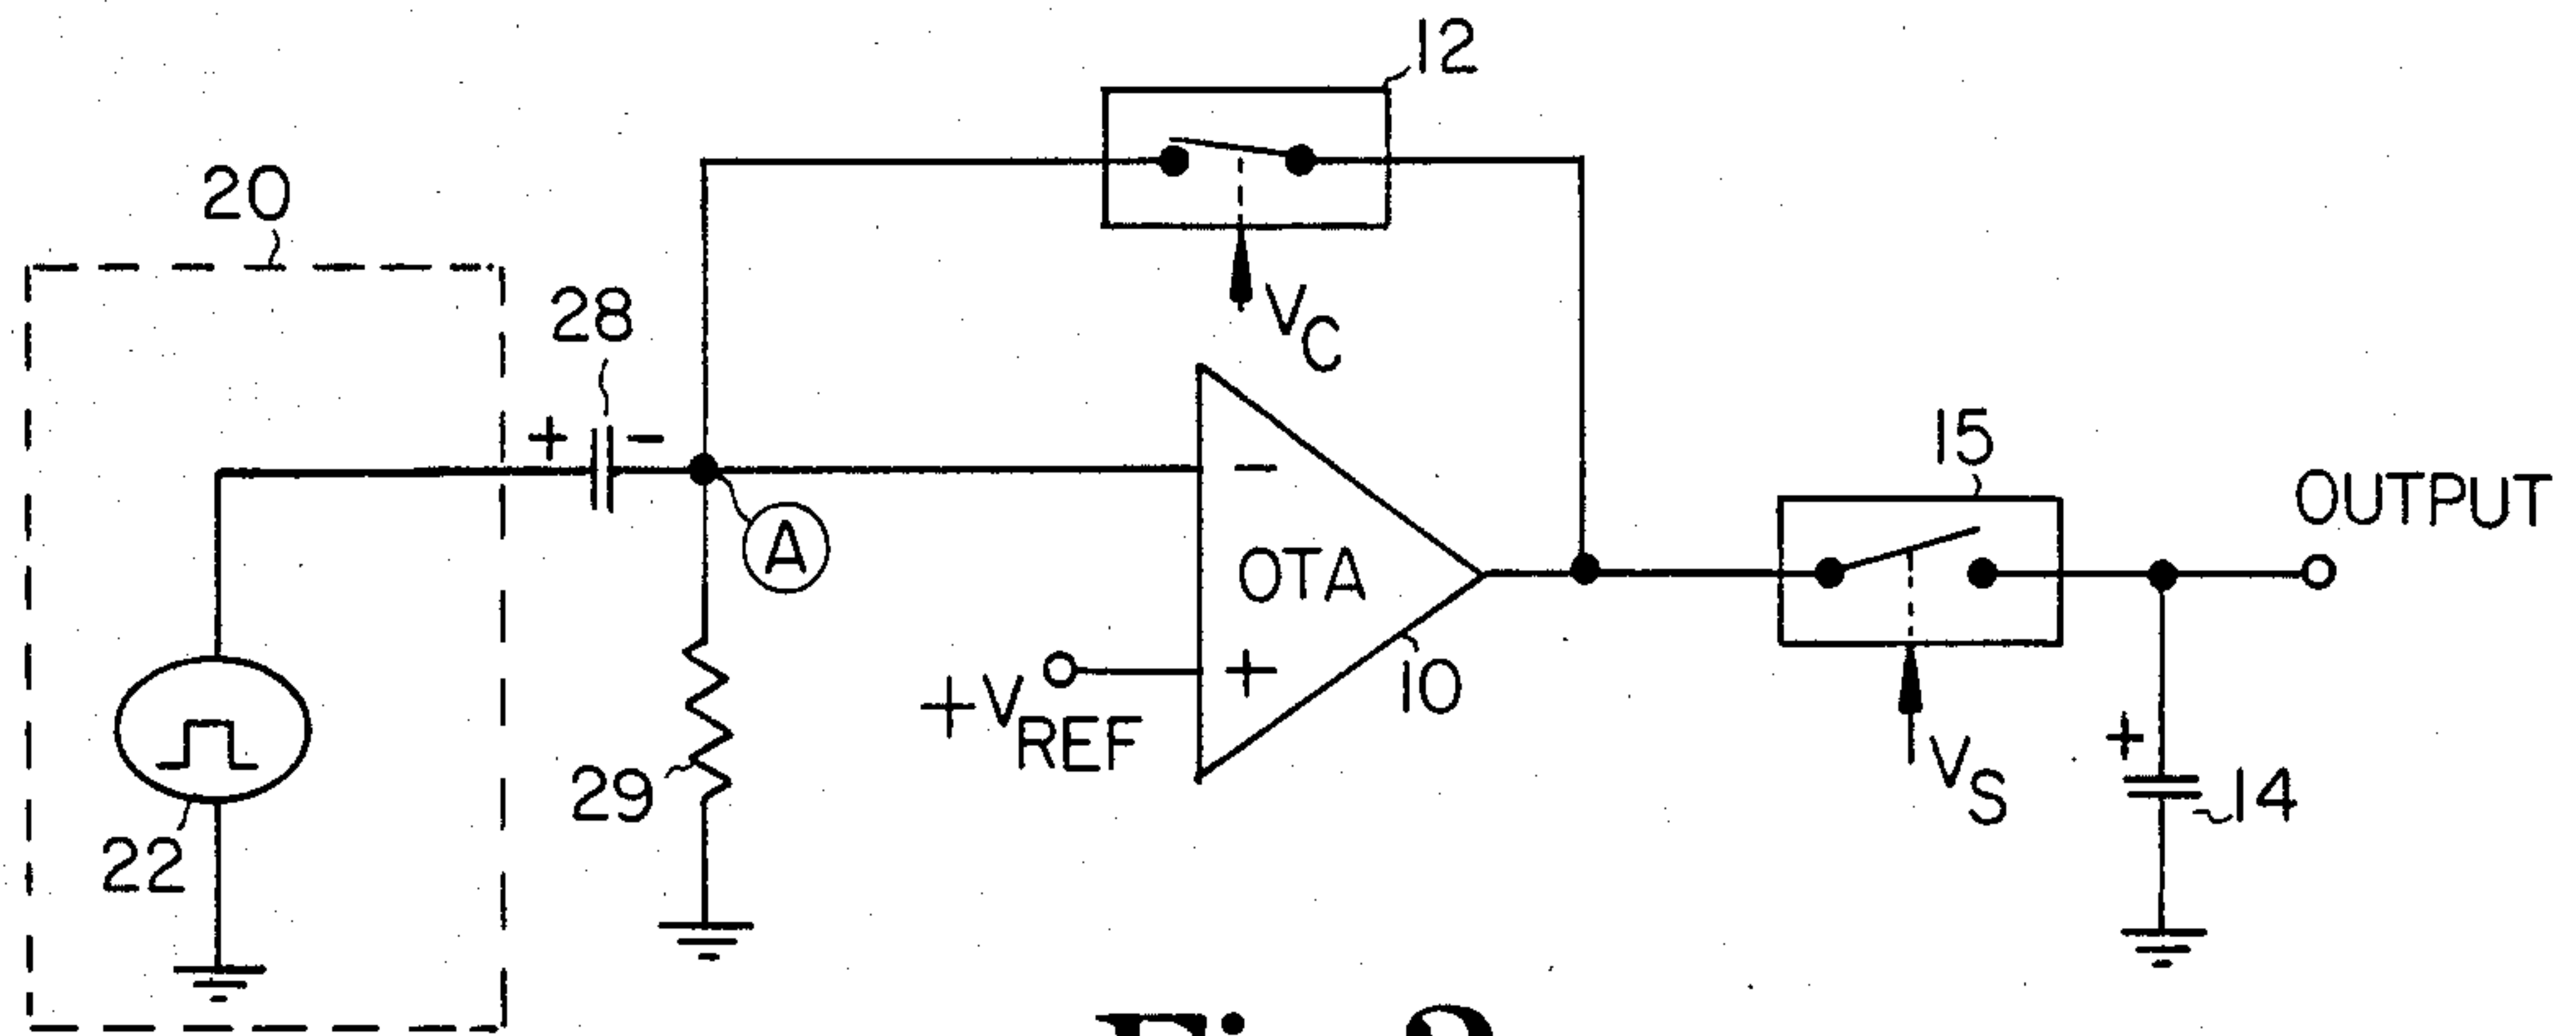 12
20
28
+ -
V_C
A
-
OTA
+
10
+V_REF
29
22
15
V_S
OUTPUT
+
14